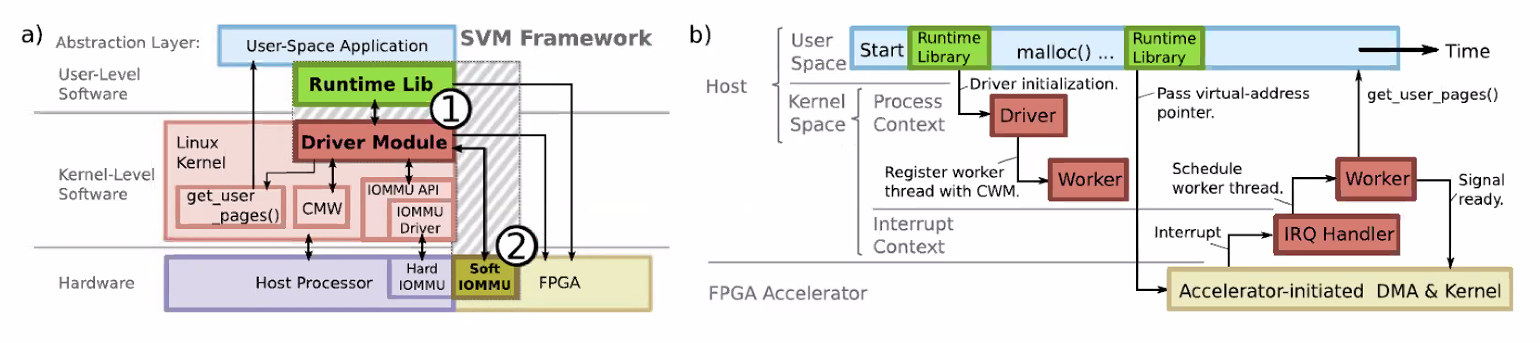 a)
Abstraction Layer:
User-Space Application
SVM Framework
User-Level
Software
Runtime Lib
1
Linux
Kernel
Driver Module
Kernel-Level
Software
get_user
_pages()
CMW
IOMMU API
IOMMU
Driver
2
Hardware
Host Processor
Hard
IOMMU
Soft
IOMMU
FPGA
b)
Host
User
Space
Start
Runtime
Library
malloc() ...
Runtime
Library
Time
Kernel
Space
Process
Context
Driver initialization.
Driver
Pass virtual-address
pointer.
get_user_pages()
Register worker
thread with CWM.
Worker
Schedule
worker thread.
Worker
Signal
ready.
Interrupt
Context
Interrupt
IRQ Handler
FPGA Accelerator
Accelerator-initiated DMA & Kernel